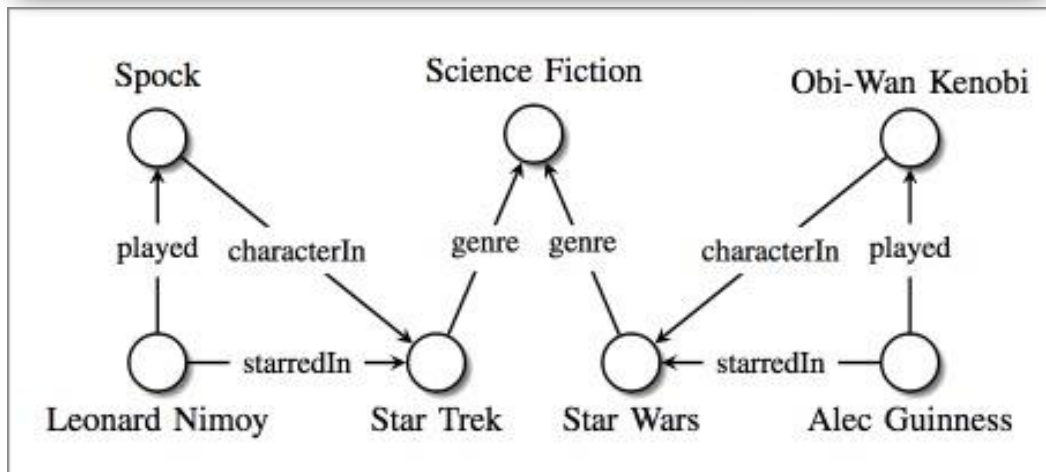 Spock
Science Fiction
Obi-Wan Kenobi
played
characterIn
genre
genre
characterIn
played
starredIn
starredIn
Leonard Nimoy
Star Trek
Star Wars
Alec Guinness